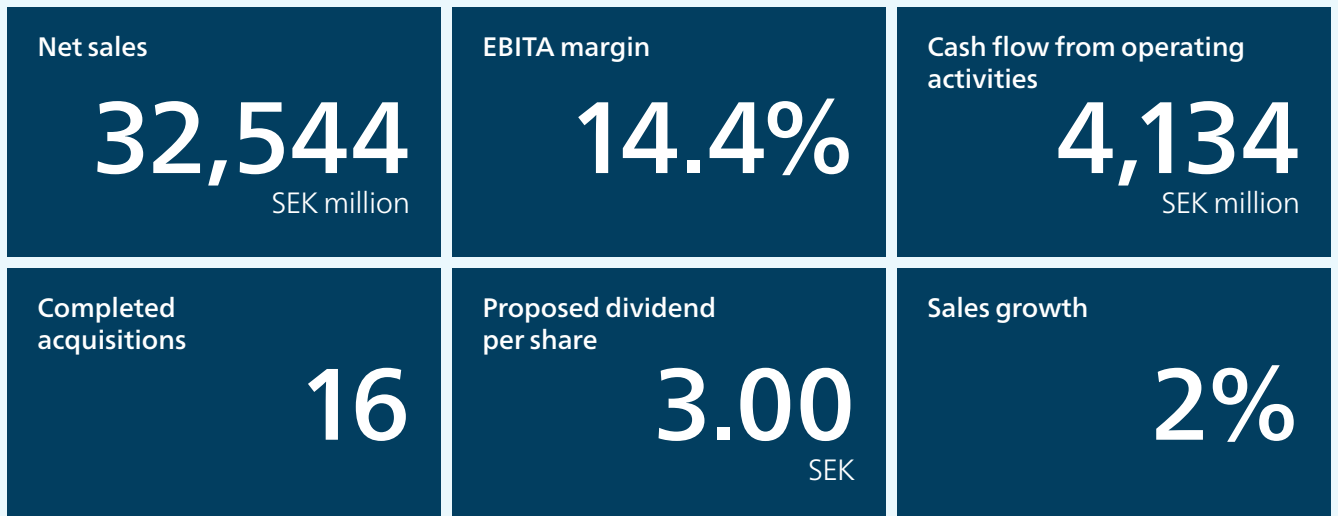 Net sales
32,544
SEK million
EBITA margin
14.4%
Cash flow from operating
activities
4,134
SEK million
Completed
acquisitions
16
Proposed dividend
per share
3.00
SEK
Sales growth
2%